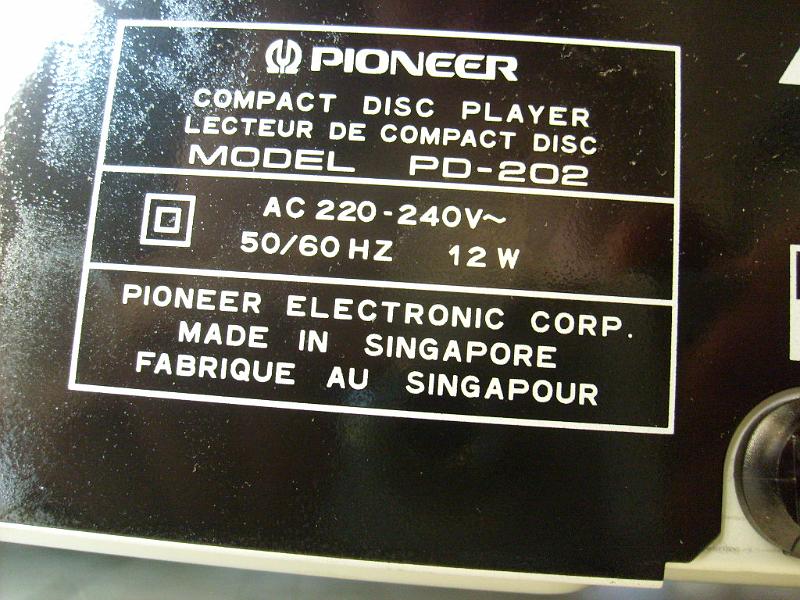 PIONEER
COMPACT DISC PLAYER
LECTEUR DE COMPACT DISC
MODEL PD-202
AC 220-240V~
50/60 HZ 12 W
PIONEER ELECTRONIC CORP.
MADE IN SINGAPORE
FABRIQUE AU SINGAPOUR